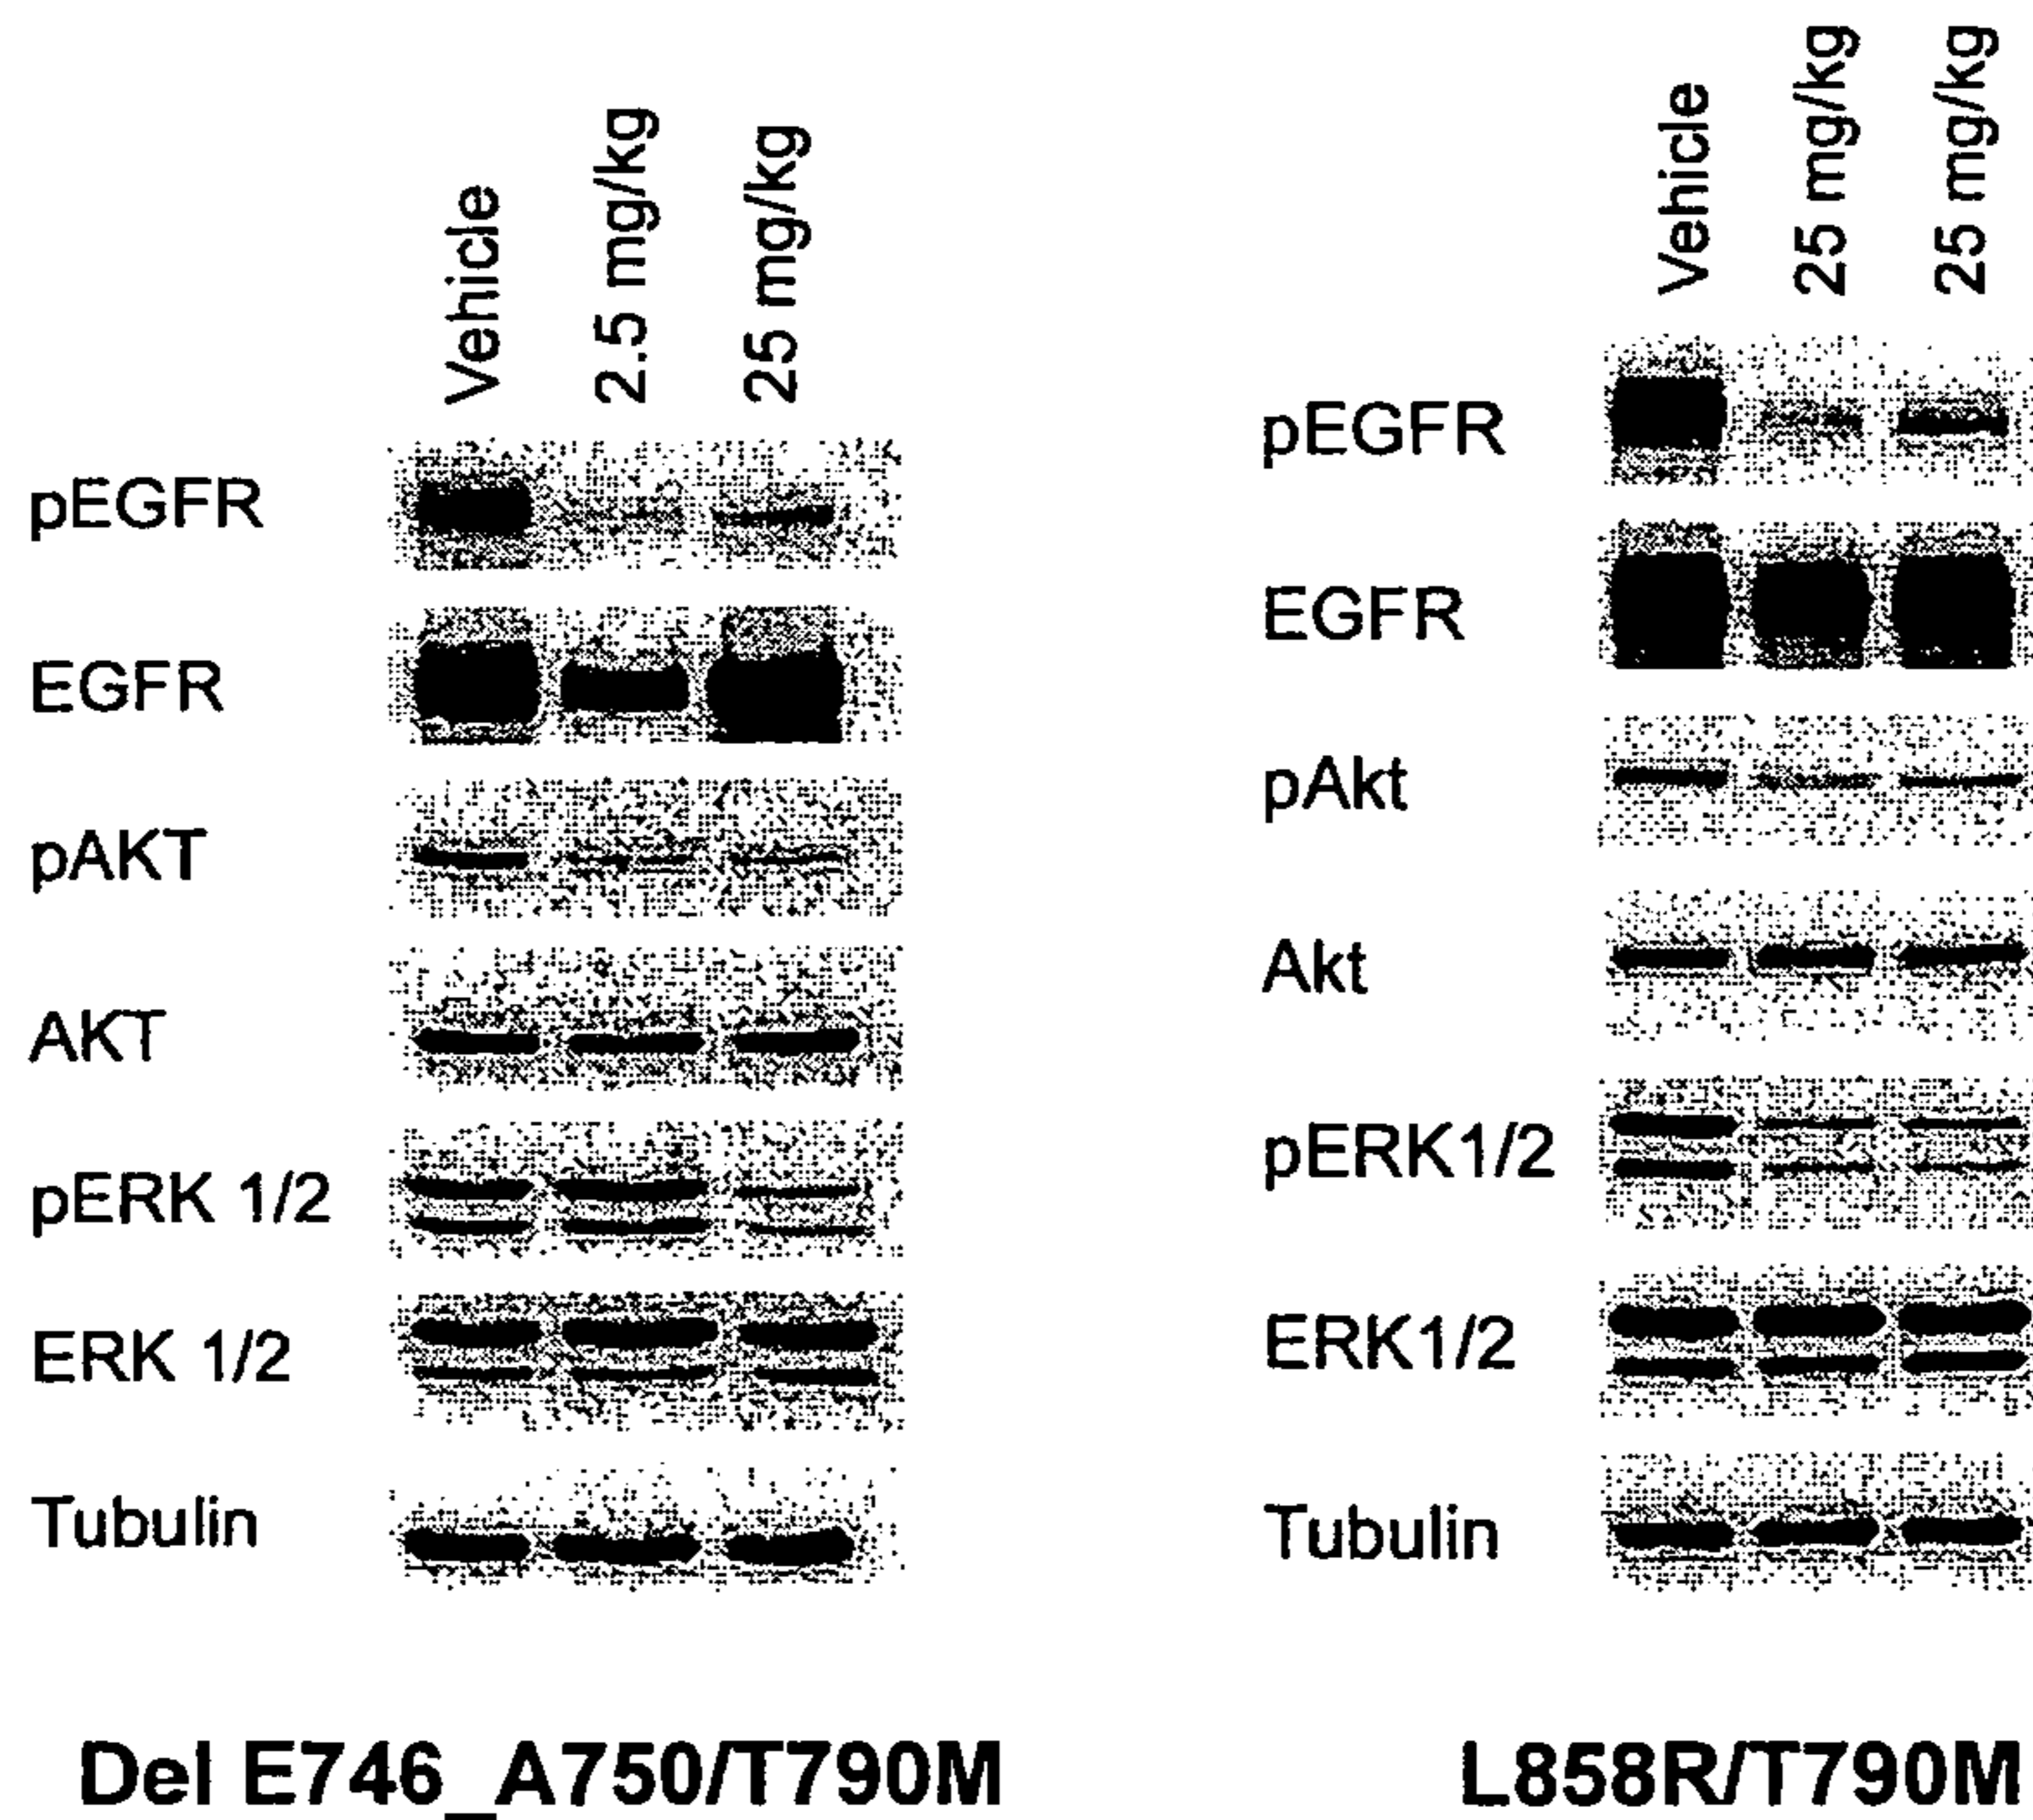 Vehicle
2.5 mg/kg
25 mg/kg
pEGFR
EGFR
pAKT
AKT
pERK 1/2
ERK 1/2
Tubulin
Del E746_A750/T790M
Vehicle
25 mg/kg
25 mg/kg
pEGFR
EGFR
pAkt
Akt
pERK1/2
ERK1/2
Tubulin
L858R/T790M